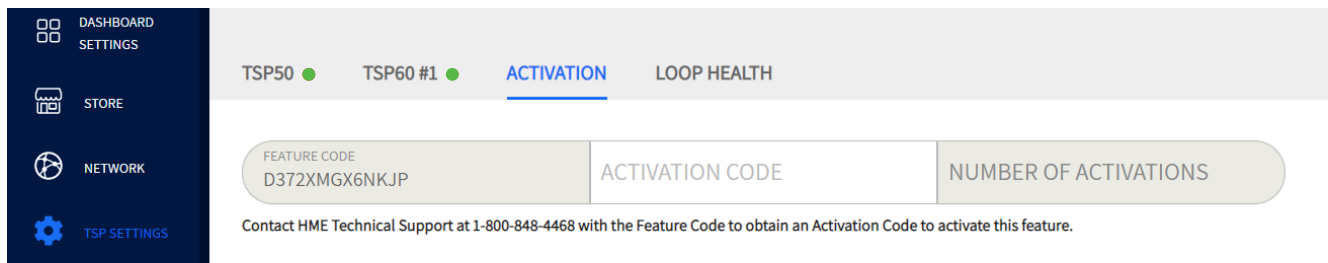 DASHBOARD
SETTINGS
STORE
NETWORK
TSP SETTINGS
TSP50
TSP60 #1
ACTIVATION
LOOP HEALTH
FEATURE CODE
D372XMGX6NKJP
ACTIVATION CODE
NUMBER OF ACTIVATIONS
Contact HME Technical Support at 1-800-848-4468 with the Feature Code to obtain an Activation Code to activate this feature.